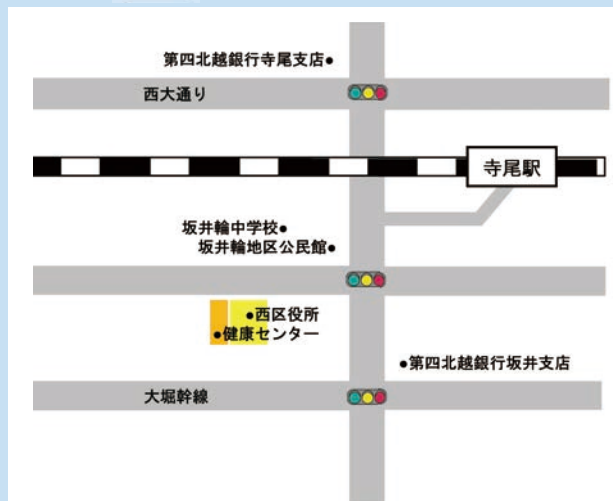 第四北越銀行寺尾支店●
西大通り
寺尾駅
坂井輪中学校●
坂井輪地区公民館●
●西区役所
●健康センター
●第四北越銀行坂井支店
大堀幹線